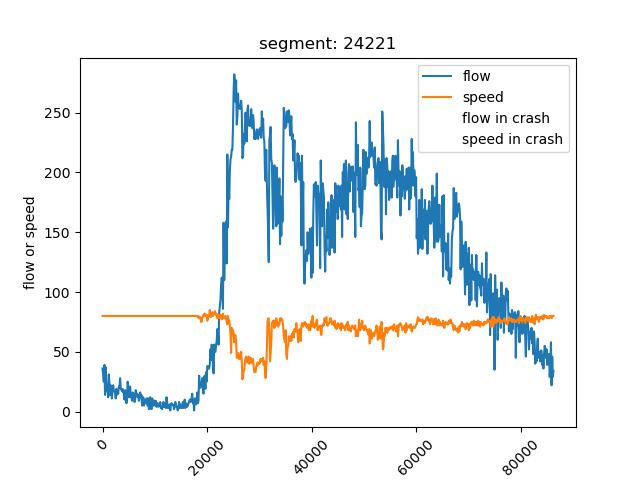 segment: 24221
flow
speed
flow in crash
speed in crash
flow or speed
250
200
150
100
50
0
0
20000
40000
60000
80000